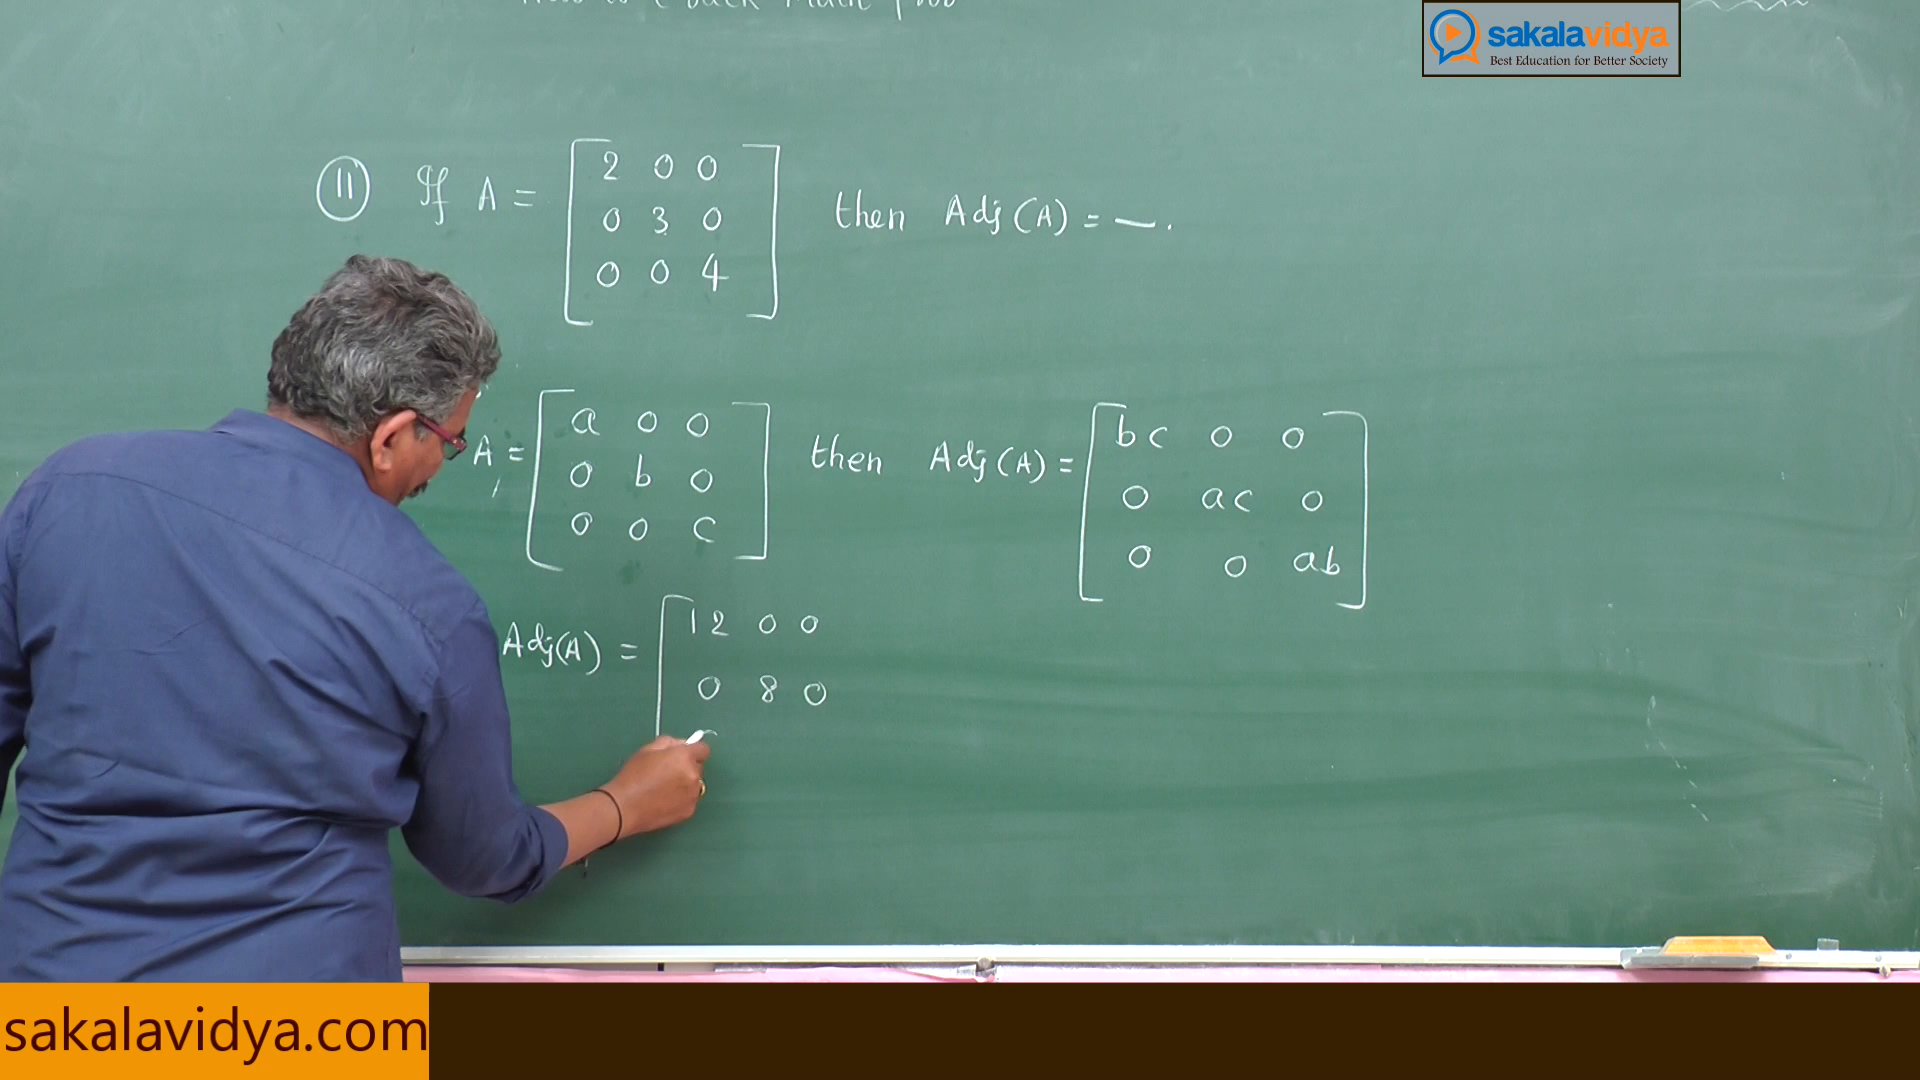 sakalavidya
Best Education for Better Society
11 If A = [ 2 0 0
0 3 0
0 0 4 ] then Adj(A) = — .
A = [ a 0 0
0 b 0
0 0 c ] then Adj(A) = [ bc 0 0
0 ac 0
0 0 ab ]
Adj(A) = [ 12 0 0
0 8 0
sakalavidya.com